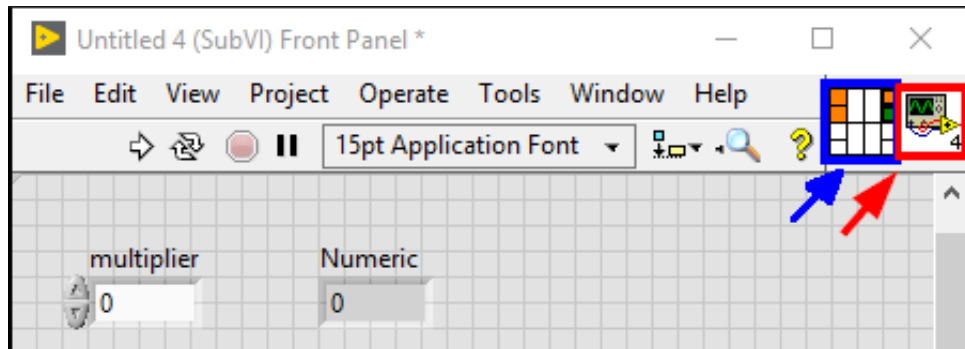 Untitled 4 (SubVI) Front Panel *
File Edit View Project Operate Tools Window Help
15pt Application Font ?
4
multiplier Numeric
0 0